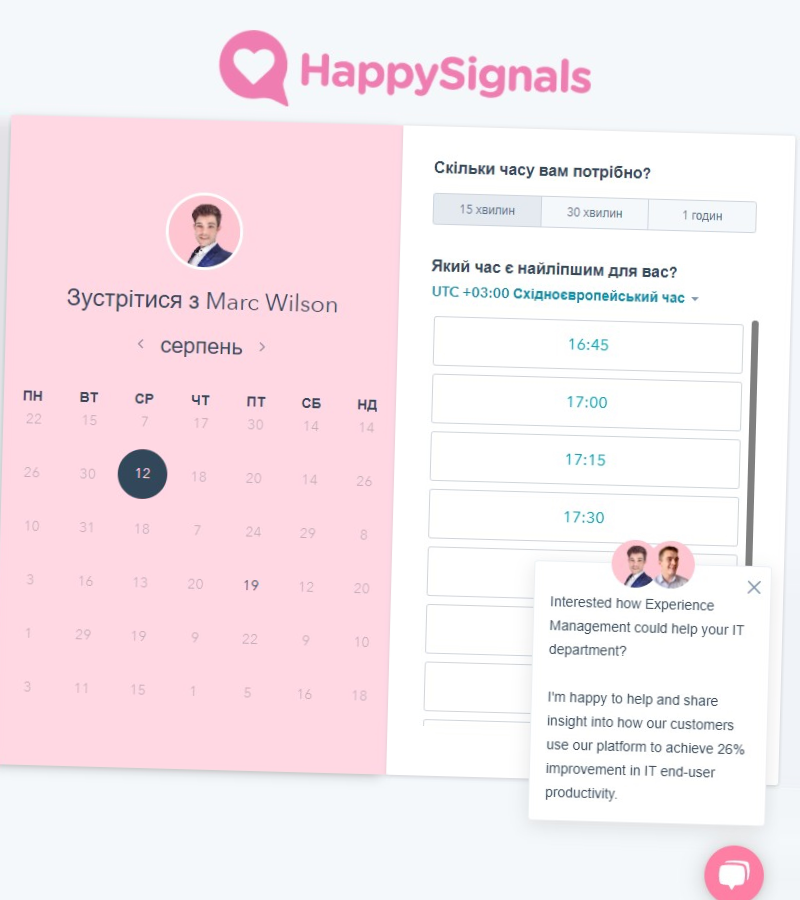 HappySignals
Зустрітися з Marc Wilson
серпень
ПН ВТ СР ЧТ ПТ СБ НД
22 15 7 17 30 14 14
26 30 12 18 20 14 26
10 31 18 7 24 29 8
3 16 13 20 19 12 20
1 29 19 9 22 9 10
3 11 15 1 5 16 18
Скільки часу вам потрібно?
15 хвилин 30 хвилин 1 годин
Який час є найліпшим для вас?
UTC +03:00 Східноєвропейський час
16:45
17:00
17:15
17:30
Interested how Experience
Management could help your IT
department?
I'm happy to help and share
insight into how our customers
use our platform to achieve 26%
improvement in IT end-user
productivity.